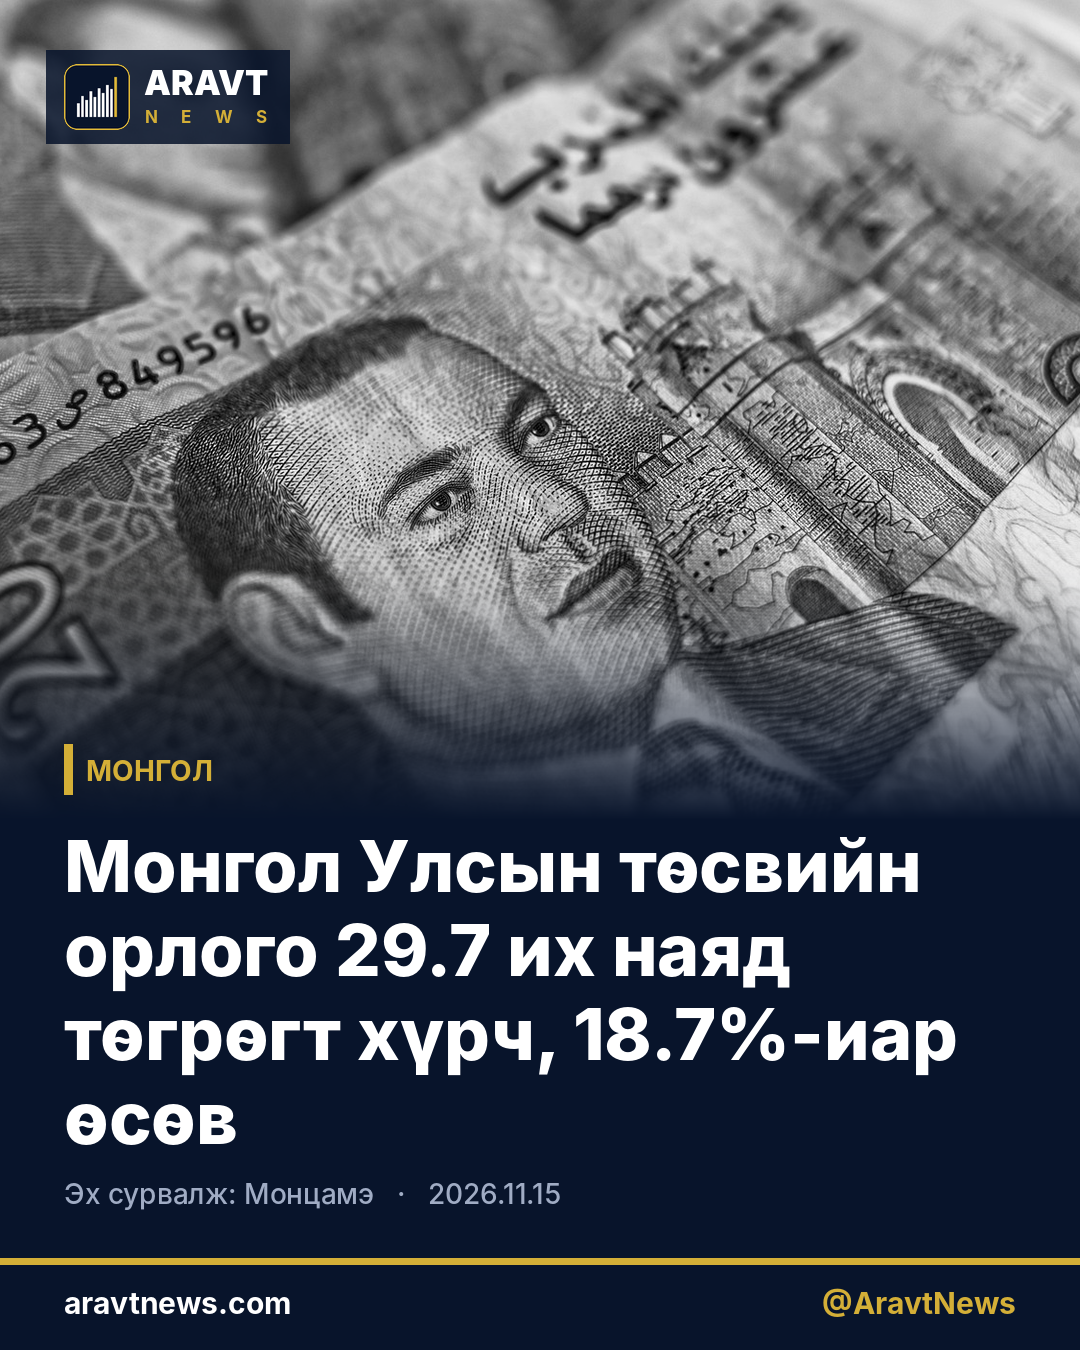 ARAVT
NEWS
849596
МОНГОЛ
Монгол Улсын төсвийн
орлого 29.7 их наяд
төгрөгт хүрч, 18.7%-иар
өсөв
Эх сурвалж: Монцамэ · 2026.11.15
aravtnews.com
@AravtNews